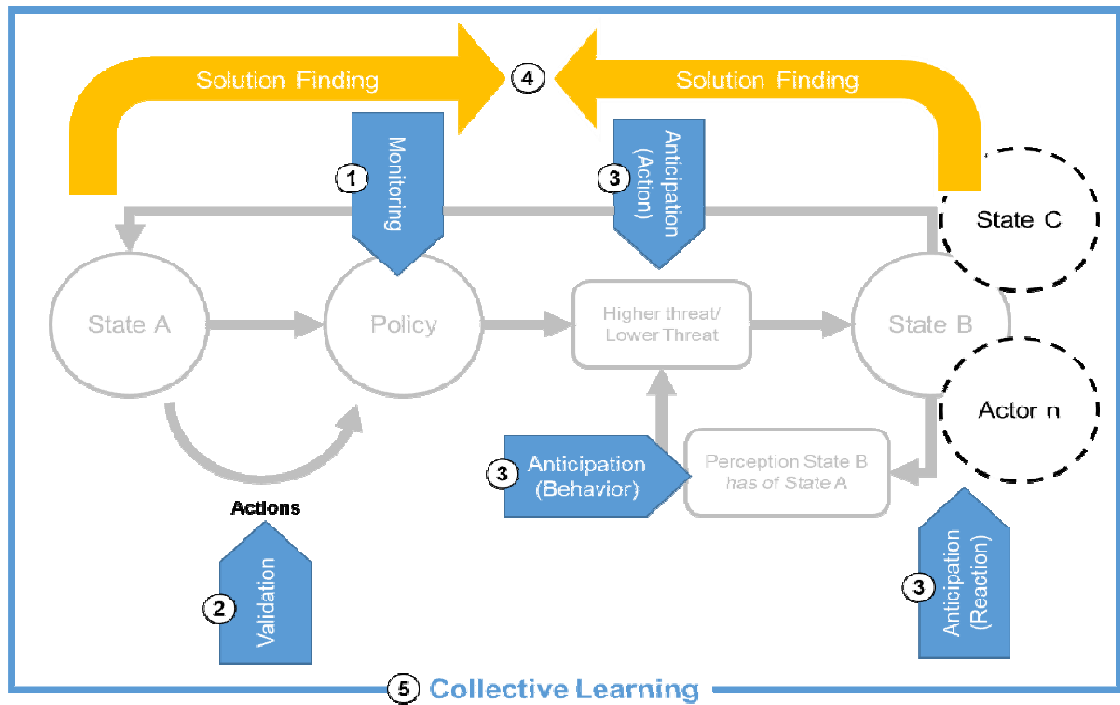 Solution Finding
4
Solution Finding
1
Monitoring
3
Anticipation
(Action)
State C
State A
Policy
Higher threat/
Lower Threat
State B
Actor n
3
Anticipation
(Behavior)
Perception State B
has of State A
Actions
2
Validation
3
Anticipation
(Reaction)
5
Collective Learning